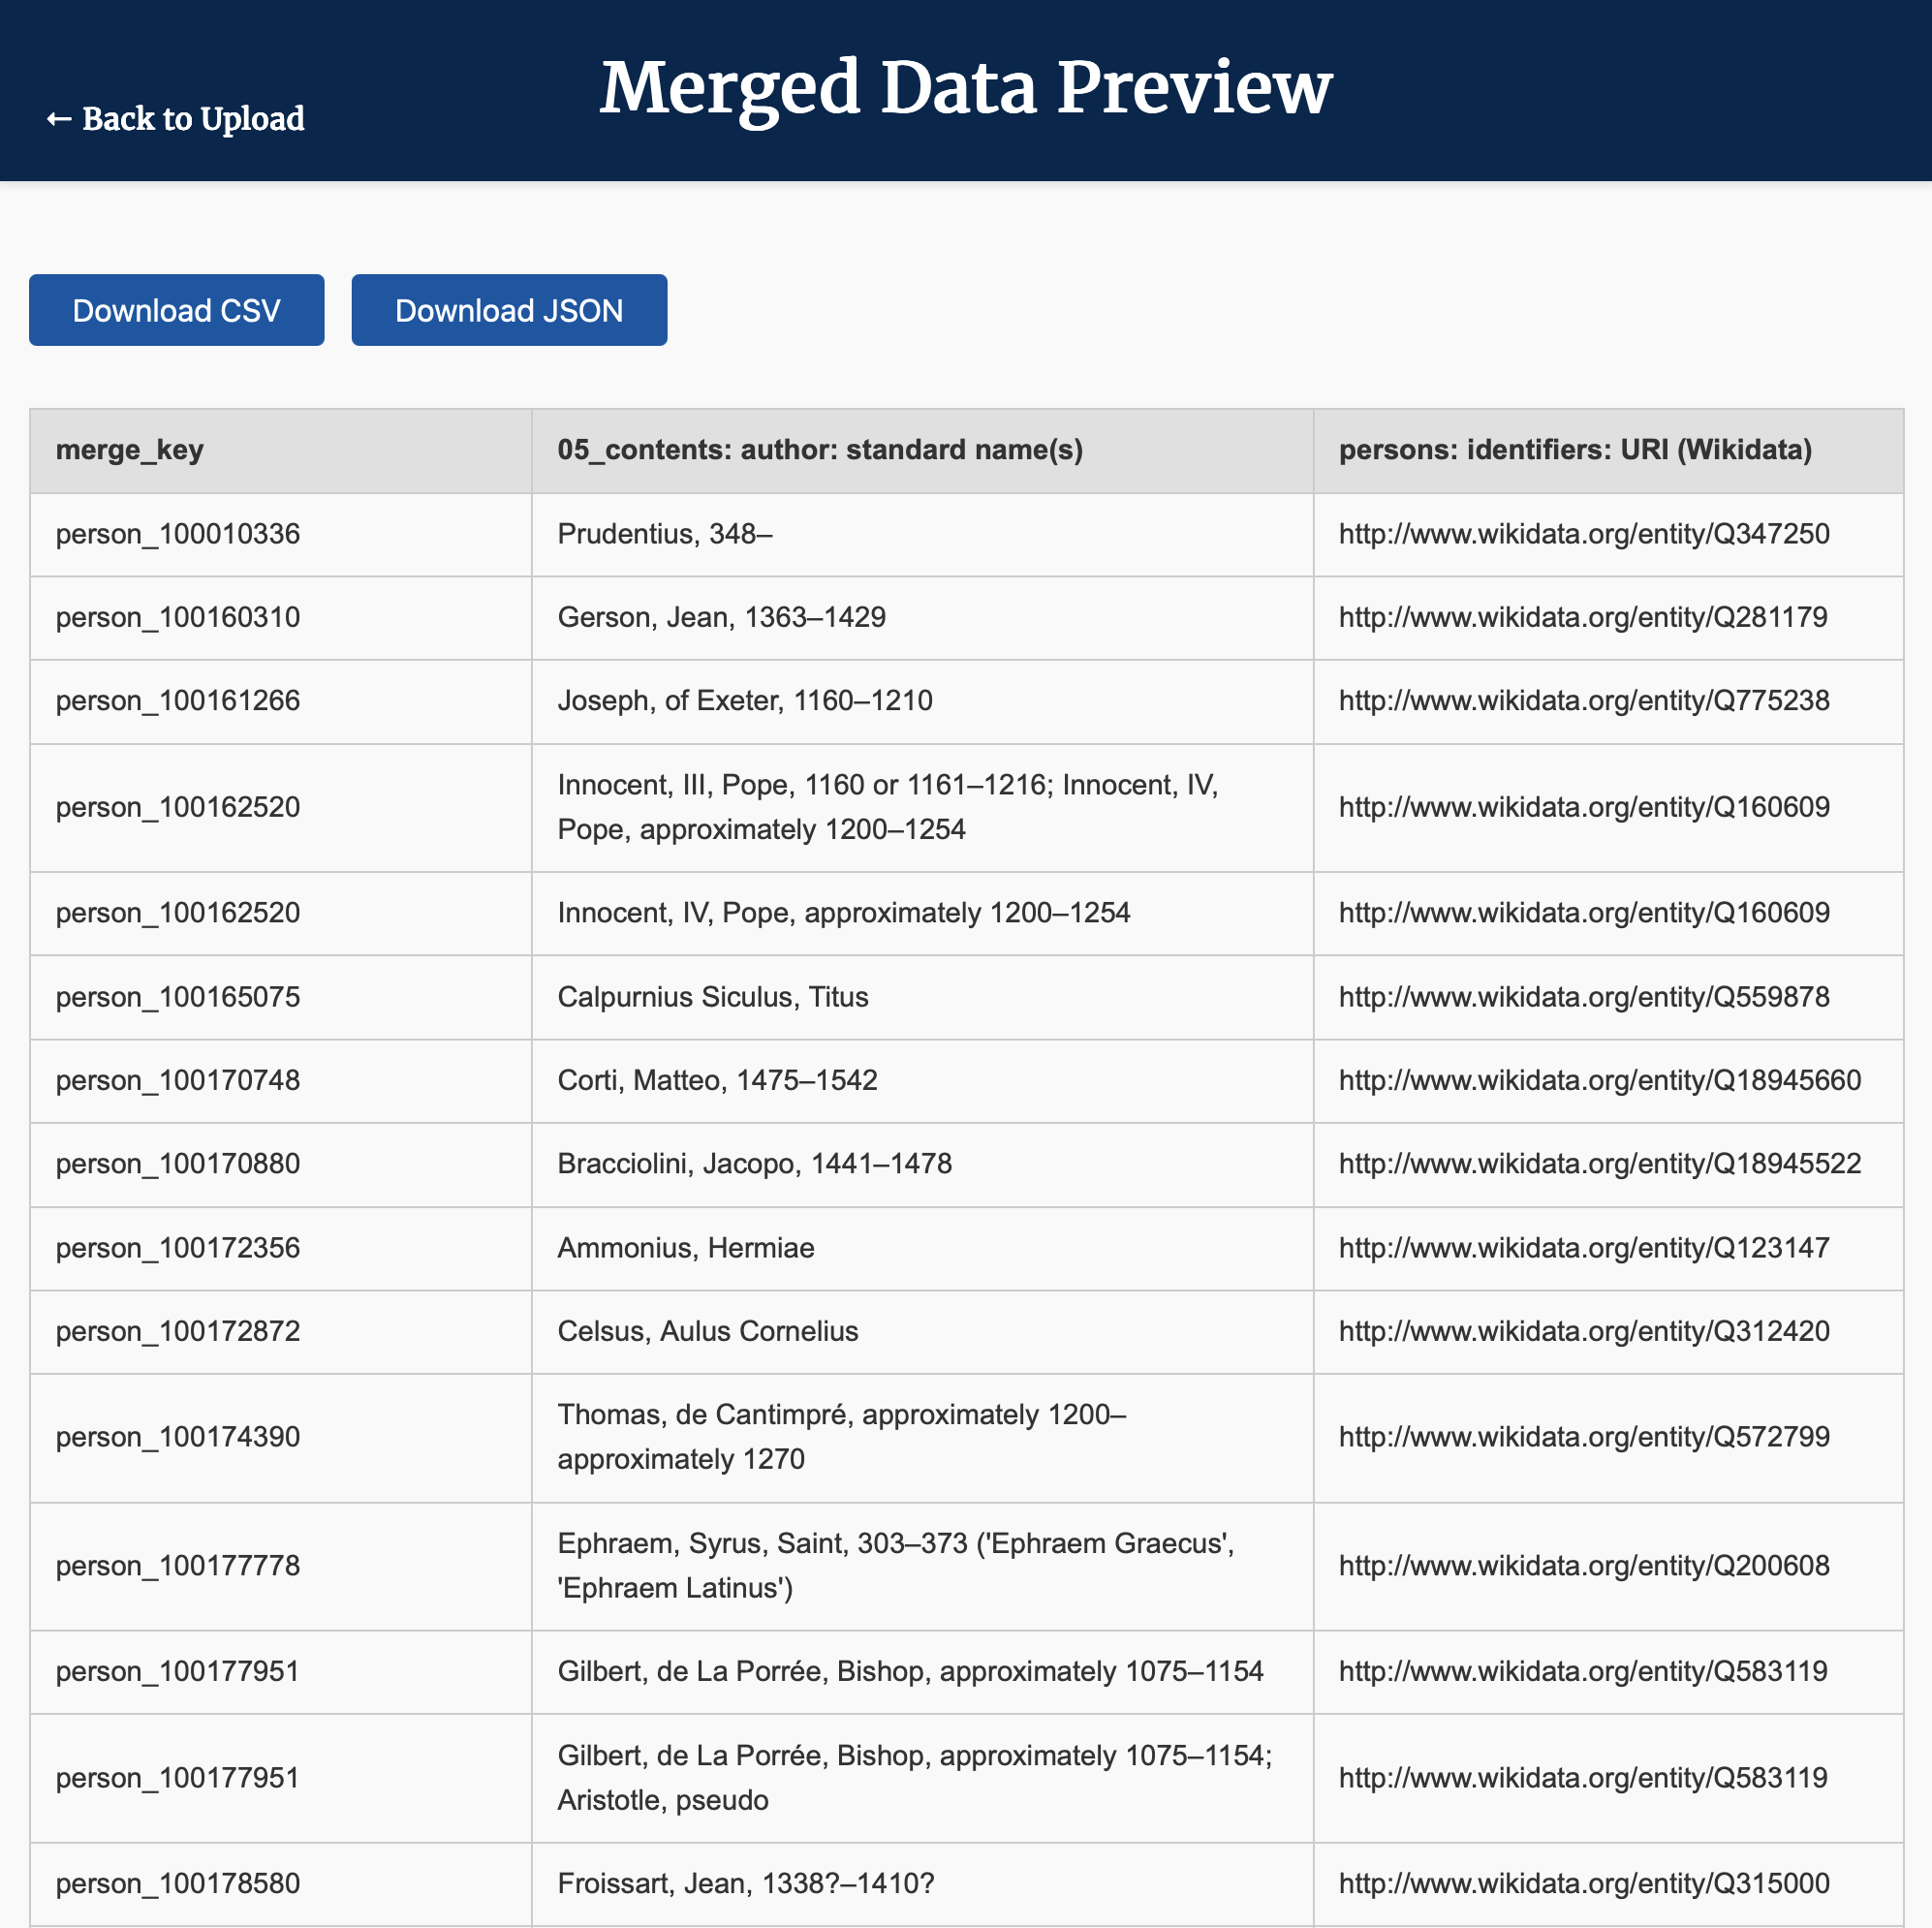 ← Back to Upload
Merged Data Preview
Download CSV
Download JSON
merge_key
05_contents: author: standard name(s)
persons: identifiers: URI (Wikidata)
person_100010336
Prudentius, 348–
http://www.wikidata.org/entity/Q347250
person_100160310
Gerson, Jean, 1363–1429
http://www.wikidata.org/entity/Q281179
person_100161266
Joseph, of Exeter, 1160–1210
http://www.wikidata.org/entity/Q775238
person_100162520
Innocent, III, Pope, 1160 or 1161–1216; Innocent, IV,
Pope, approximately 1200–1254
http://www.wikidata.org/entity/Q160609
person_100162520
Innocent, IV, Pope, approximately 1200–1254
http://www.wikidata.org/entity/Q160609
person_100165075
Calpurnius Siculus, Titus
http://www.wikidata.org/entity/Q559878
person_100170748
Corti, Matteo, 1475–1542
http://www.wikidata.org/entity/Q18945660
person_100170880
Bracciolini, Jacopo, 1441–1478
http://www.wikidata.org/entity/Q18945522
person_100172356
Ammonius, Hermiae
http://www.wikidata.org/entity/Q123147
person_100172872
Celsus, Aulus Cornelius
http://www.wikidata.org/entity/Q312420
person_100174390
Thomas, de Cantimpré, approximately 1200–
approximately 1270
http://www.wikidata.org/entity/Q572799
person_100177778
Ephraem, Syrus, Saint, 303–373 ('Ephraem Graecus',
'Ephraem Latinus')
http://www.wikidata.org/entity/Q200608
person_100177951
Gilbert, de La Porrée, Bishop, approximately 1075–1154
http://www.wikidata.org/entity/Q583119
person_100177951
Gilbert, de La Porrée, Bishop, approximately 1075–1154;
Aristotle, pseudo
http://www.wikidata.org/entity/Q583119
person_100178580
Froissart, Jean, 1338?–1410?
http://www.wikidata.org/entity/Q315000